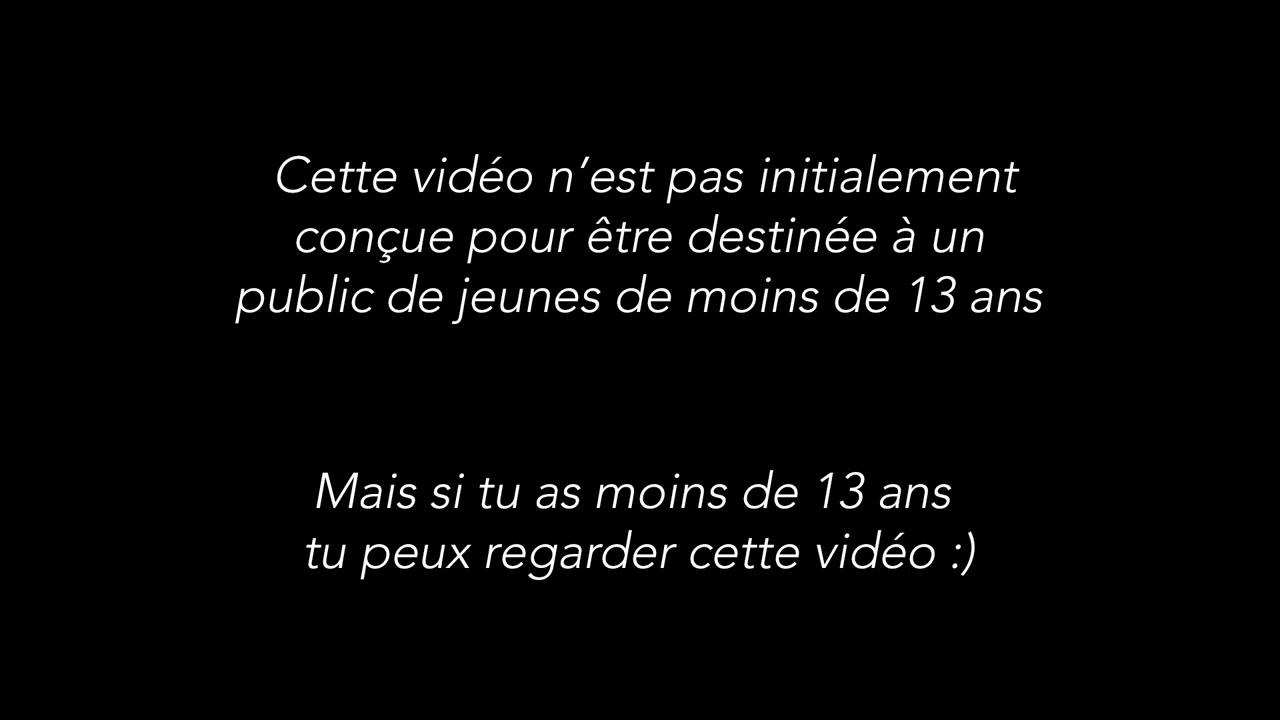 Cette vidéo n’est pas initialement
conçue pour être destinée à un
public de jeunes de moins de 13 ans
Mais si tu as moins de 13 ans
tu peux regarder cette vidéo :)